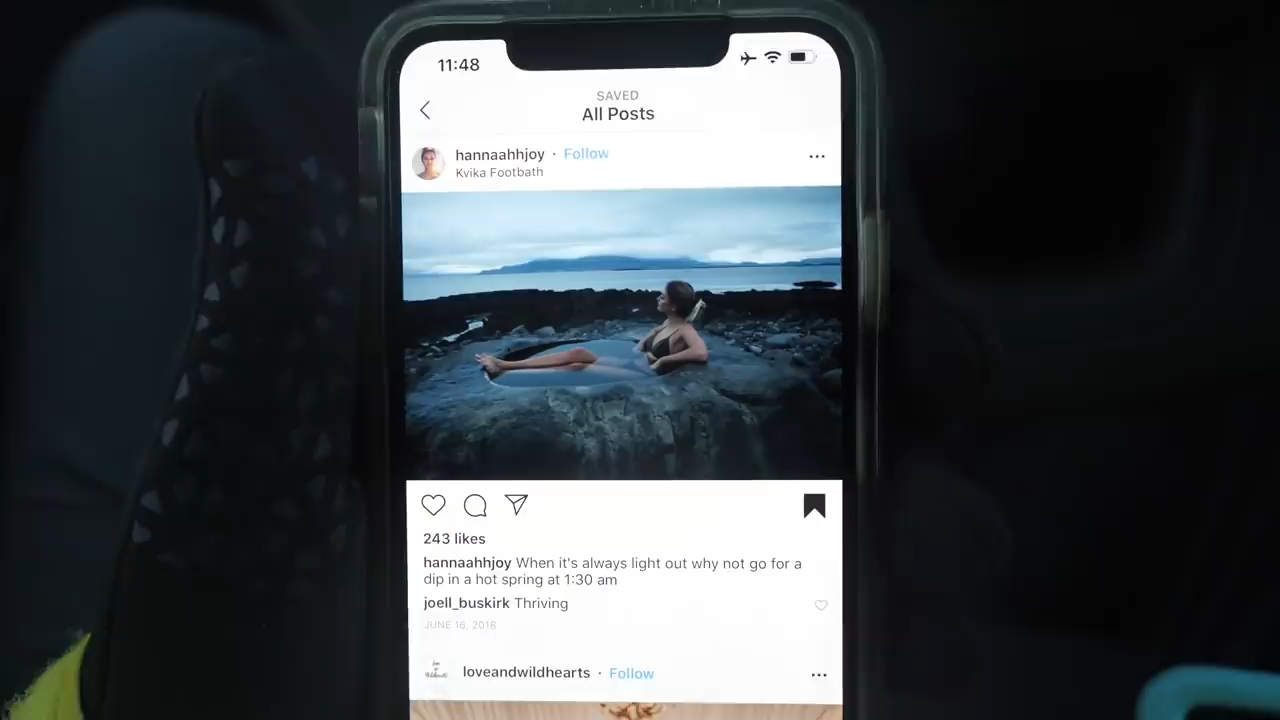 11:48
SAVED
All Posts
hannaahhjoy · Follow
Kvika Footbath
243 likes
hannaahhjoy When it's always light out why not go for a
dip in a hot spring at 1:30 am
joell_buskirk Thriving
JUNE 16, 2018
loveandwildhearts · Follow